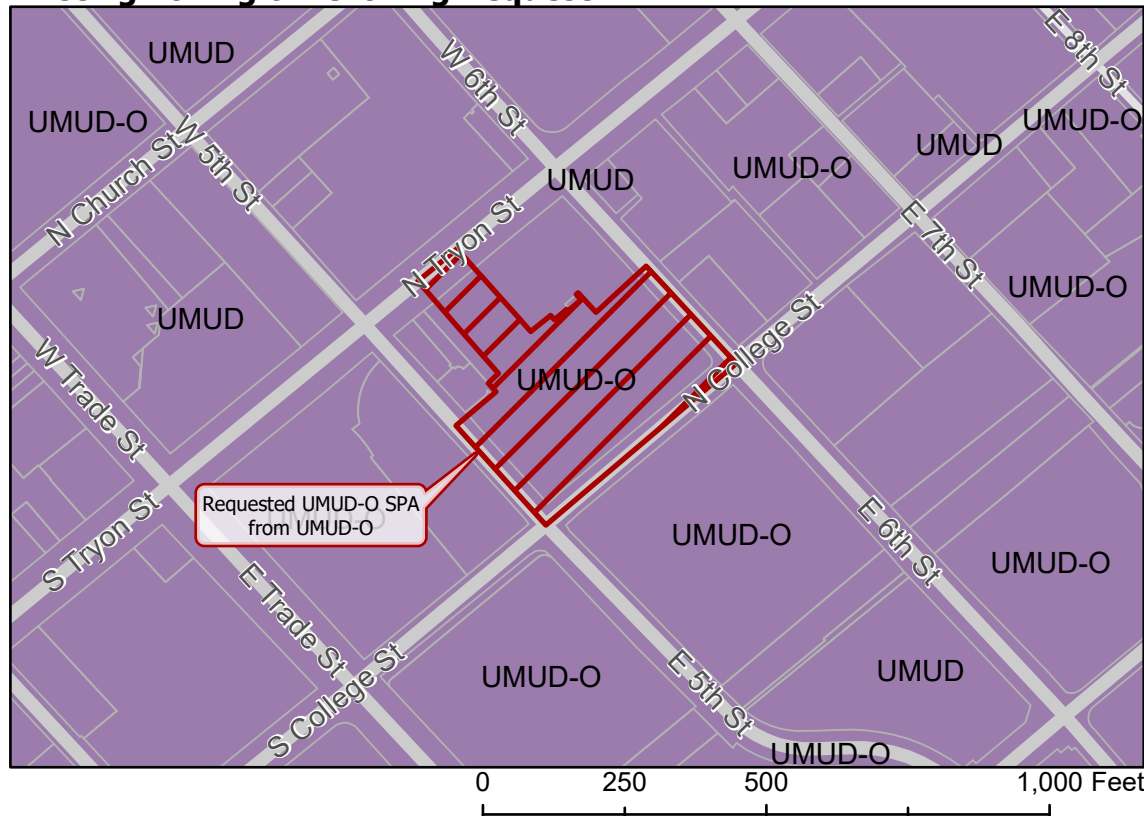 UMUD
W 6th St
E 8th St
UMUD-O
W 5th St
UMUD
UMUD-O
N Church St
UMUD
UMUD-O
N Tryon St
E 7th St
UMUD-O
UMUD
N College St
W Trade St
UMUD-O
Requested UMUD-O SPA
from UMUD-O
UMUD-O
S Tryon St
E 6th St
UMUD-O
UMUD-O
E Trade St
UMUD-O
UMUD
S College St
E 5th St
UMUD-O
0 250 500 1,000 Feet